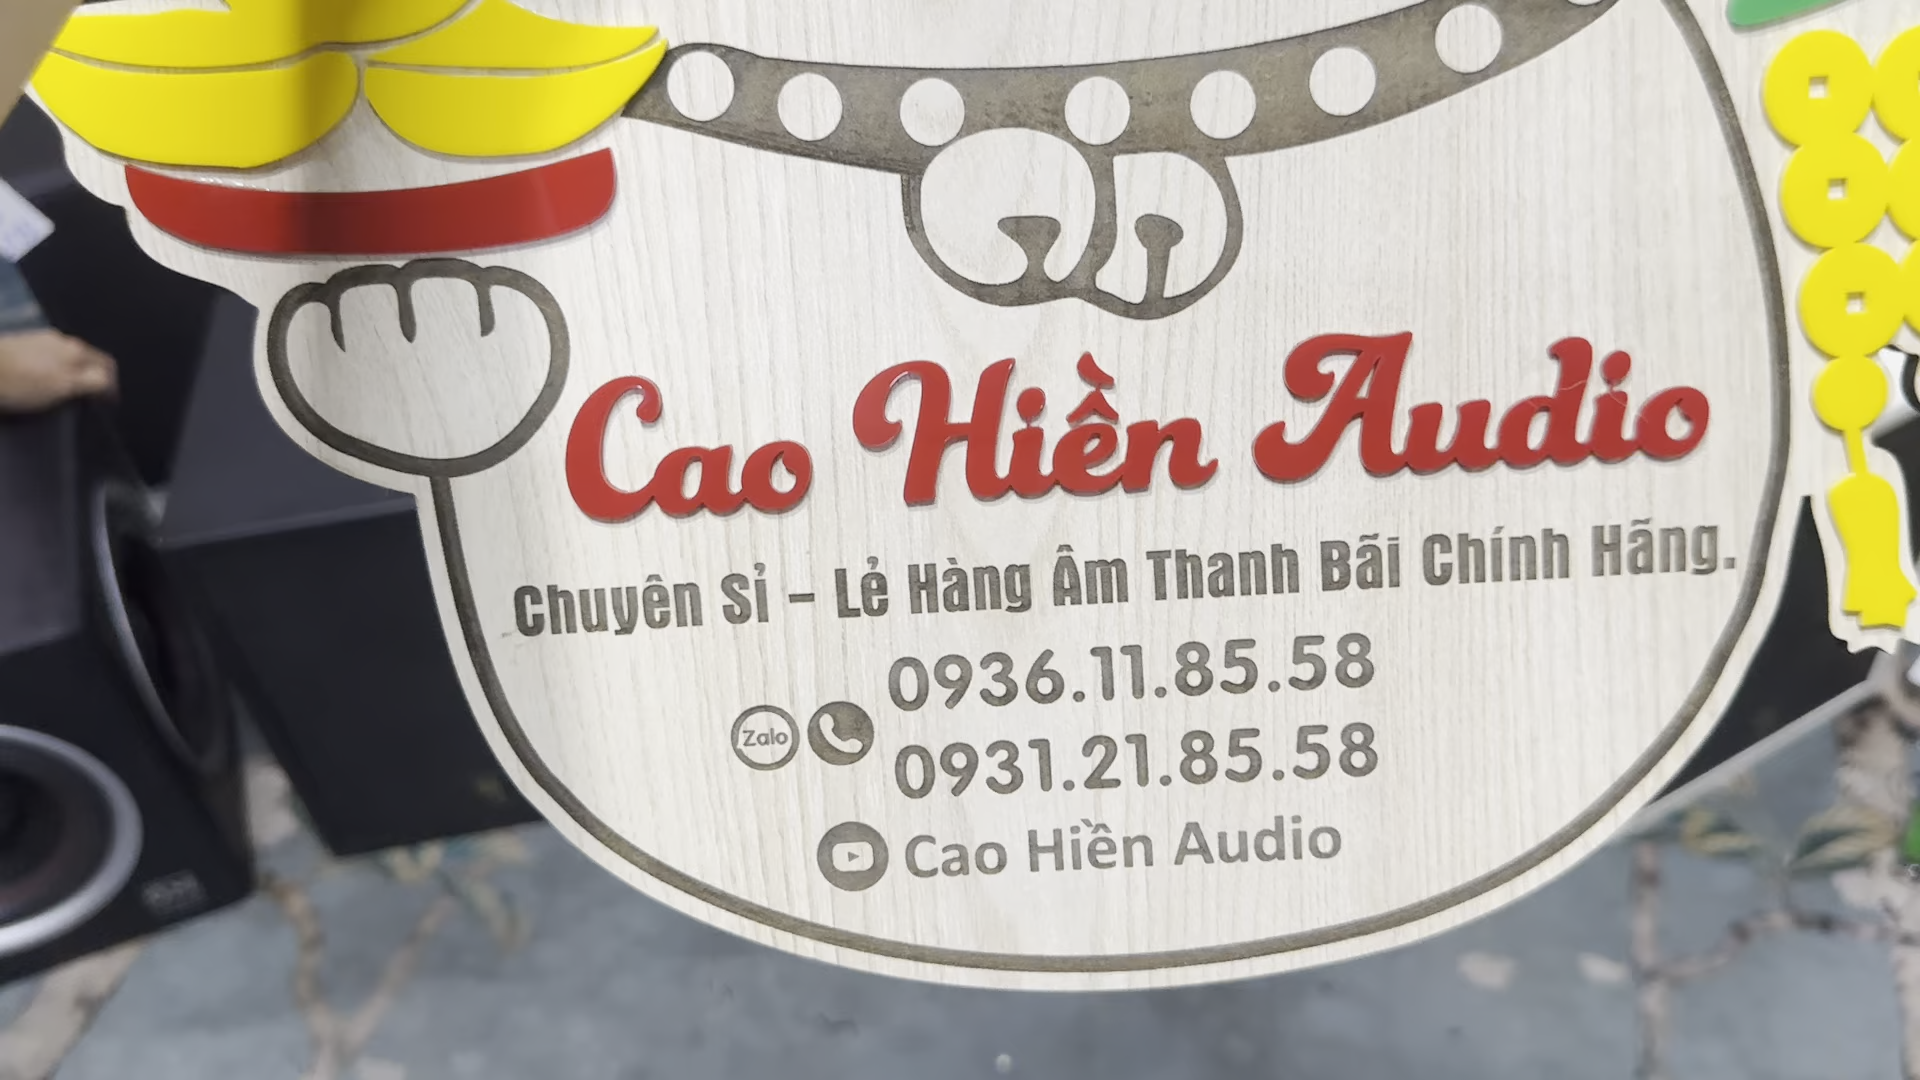 Cao Hiền Audio
Chuyên Sỉ - Lẻ Hàng Âm Thanh Bãi Chính Hãng.
0936.11.85.58
Zalo
0931.21.85.58
Cao Hiền Audio